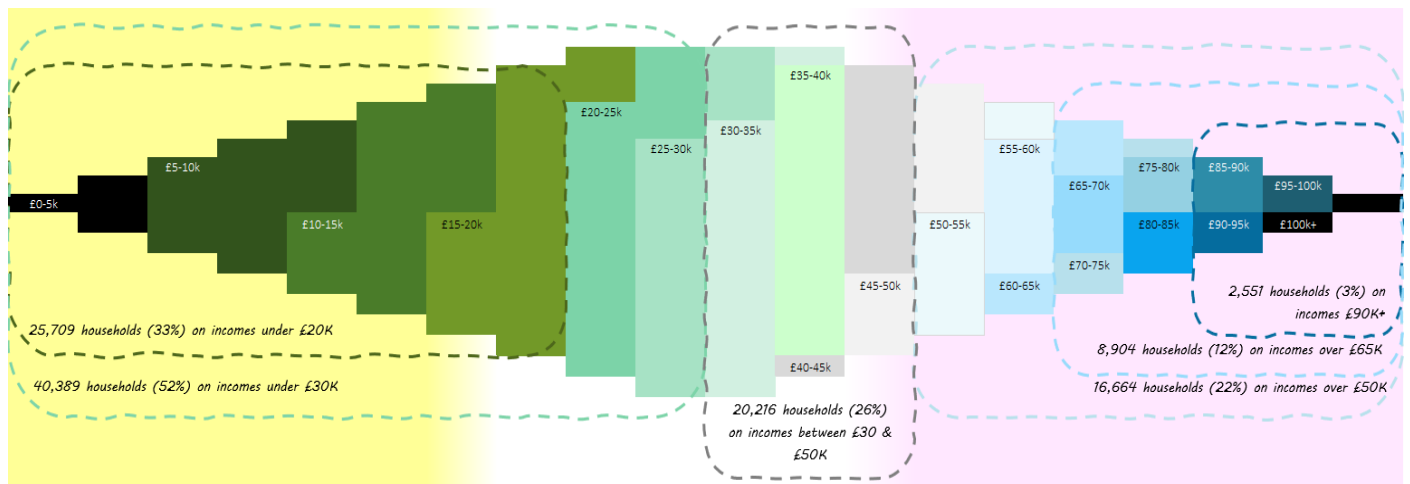 £0-5k
£5-10k
£10-15k
£15-20k
£20-25k
£25-30k
£30-35k
£35-40k
£40-45k
£45-50k
£50-55k
£55-60k
£60-65k
£65-70k
£70-75k
£75-80k
£80-85k
£85-90k
£90-95k
£95-100k
£100k+
25,709 households (33%) on incomes under £20K
40,389 households (52%) on incomes under £30K
20,216 households (26%)
on incomes between £30 &
£50K
2,551 households (3%) on
incomes £90K+
8,904 households (12%) on incomes over £65K
16,664 households (22%) on incomes over £50K